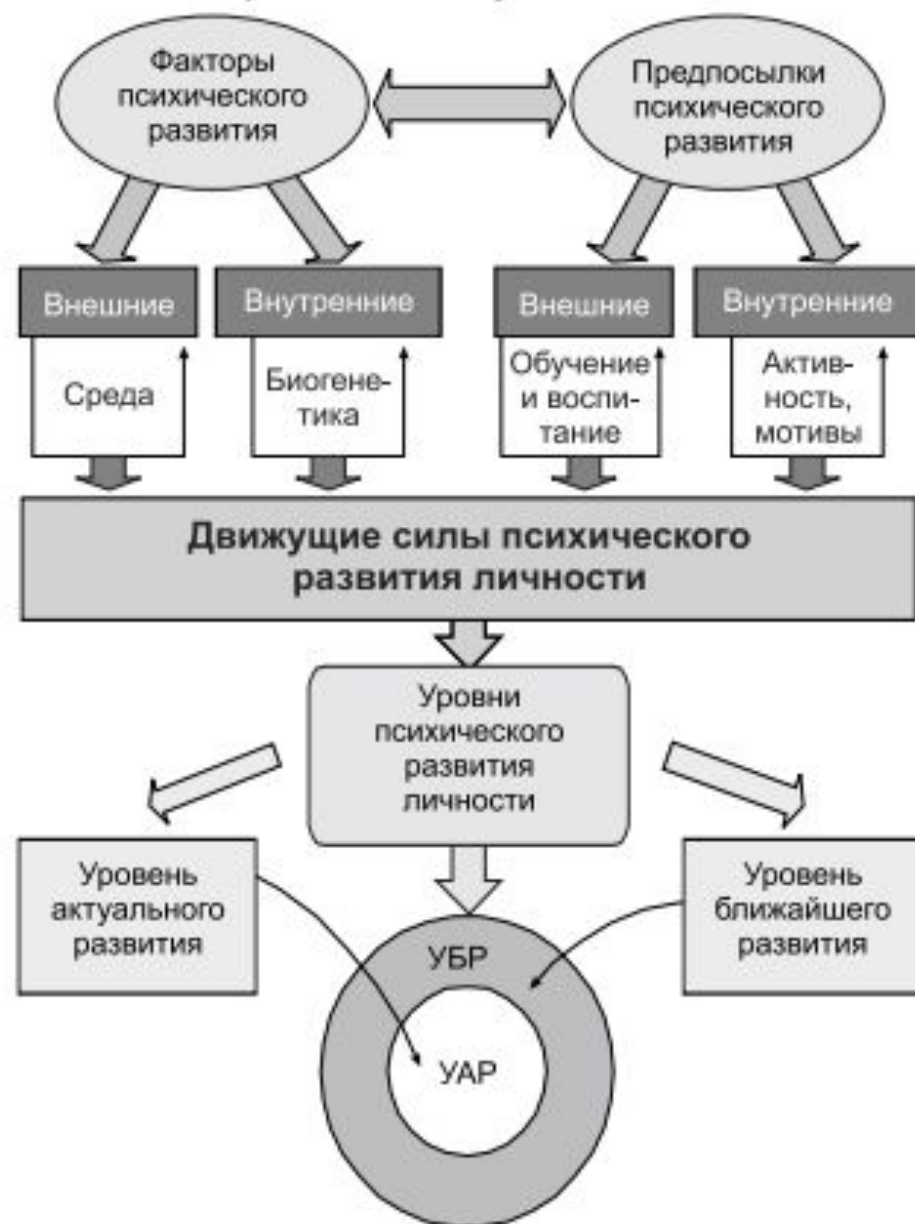 Факторы
психического
развития
Предпосылки
психического
развития
Внешние
Внутренние
Внешние
Внутренние
Среда
Биогене-
тика
Обучение
и воспи-
тание
Актив-
ность,
мотивы
Движущие силы психического
развития личности
Уровни
психического
развития
личности
Уровень
актуального
развития
Уровень
ближайшего
развития
УБР
УАР